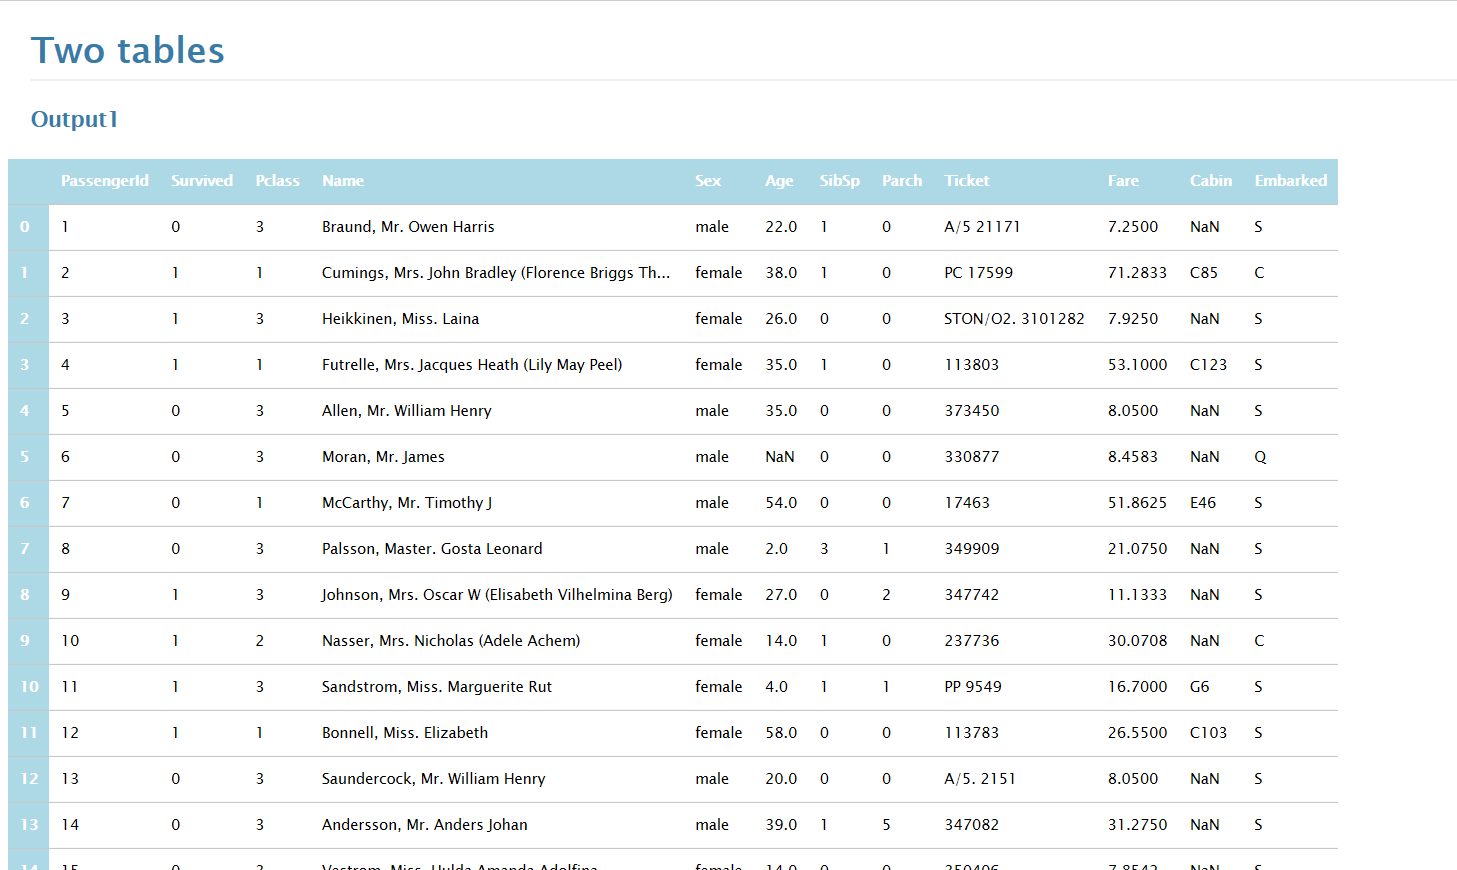 Two tables
Output1
PassengerId Survived Pclass Name Sex Age SibSp Parch Ticket Fare Cabin Embarked
0 1 0 3 Braund, Mr. Owen Harris male 22.0 1 0 A/5 21171 7.2500 NaN S
1 2 1 1 Cumings, Mrs. John Bradley (Florence Briggs Th... female 38.0 1 0 PC 17599 71.2833 C85 C
2 3 1 3 Heikkinen, Miss. Laina female 26.0 0 0 STON/O2. 3101282 7.9250 NaN S
3 4 1 1 Futrelle, Mrs. Jacques Heath (Lily May Peel) female 35.0 1 0 113803 53.1000 C123 S
4 5 0 3 Allen, Mr. William Henry male 35.0 0 0 373450 8.0500 NaN S
5 6 0 3 Moran, Mr. James male NaN 0 0 330877 8.4583 NaN Q
6 7 0 1 McCarthy, Mr. Timothy J male 54.0 0 0 17463 51.8625 E46 S
7 8 0 3 Palsson, Master. Gosta Leonard male 2.0 3 1 349909 21.0750 NaN S
8 9 1 3 Johnson, Mrs. Oscar W (Elisabeth Vilhelmina Berg) female 27.0 0 2 347742 11.1333 NaN S
9 10 1 2 Nasser, Mrs. Nicholas (Adele Achem) female 14.0 1 0 237736 30.0708 NaN C
10 11 1 3 Sandstrom, Miss. Marguerite Rut female 4.0 1 1 PP 9549 16.7000 G6 S
11 12 1 1 Bonnell, Miss. Elizabeth female 58.0 0 0 113783 26.5500 C103 S
12 13 0 3 Saundercock, Mr. William Henry male 20.0 0 0 A/5. 2151 8.0500 NaN S
13 14 0 3 Andersson, Mr. Anders Johan male 39.0 1 5 347082 31.2750 NaN S
14 15 0 3 Vestrom, Miss. Hulda Amanda Adolfina female 14.0 0 0 350406 7.8542 NaN S